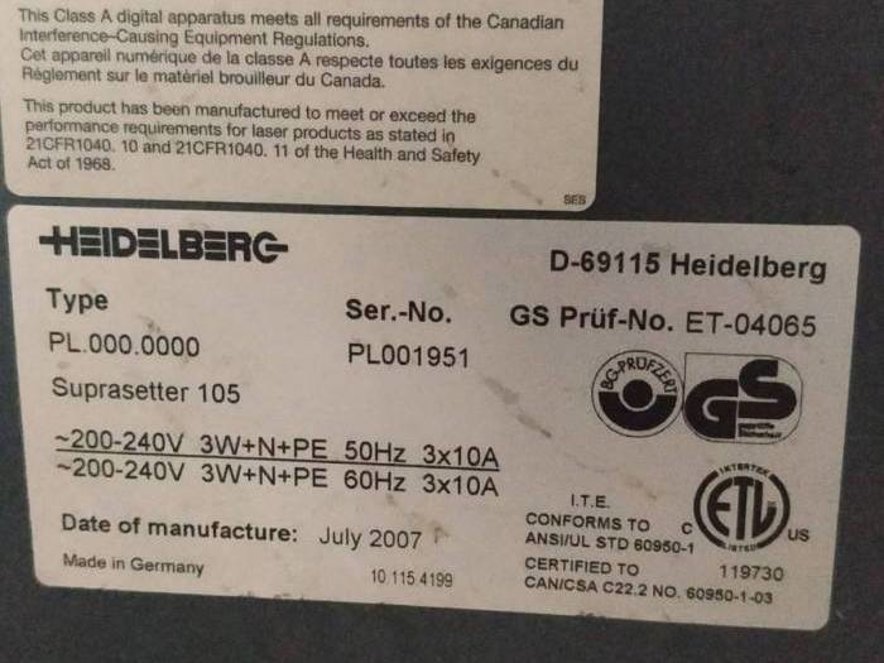 This Class A digital apparatus meets all requirements of the Canadian
Interference-Causing Equipment Regulations.
Cet appareil numérique de la classe A respecte toutes les exigences du
Règlement sur le matériel brouilleur du Canada.
This product has been manufactured to meet or exceed the
performance requirements for laser products as stated in
21CFR1040. 10 and 21CFR1040. 11 of the Health and Safety
Act of 1968.
SES
HEIDELBERG
D-69115 Heidelberg
Type
Ser.-No.
GS Prüf-No. ET-04065
PL.000.0000
PL001951
BG-PRÜFZERT
GS
geprüfte
Sicherheit
Suprasetter 105
~200-240V 3W+N+PE 50Hz 3x10A
~200-240V 3W+N+PE 60Hz 3x10A
INTERTEK
C ETL US
LISTED
I.T.E.
CONFORMS TO
ANSI/UL STD 60950-1
Date of manufacture: July 2007
Made in Germany
10.115.4199
CERTIFIED TO
CAN/CSA C22.2 NO. 60950-1-03
119730